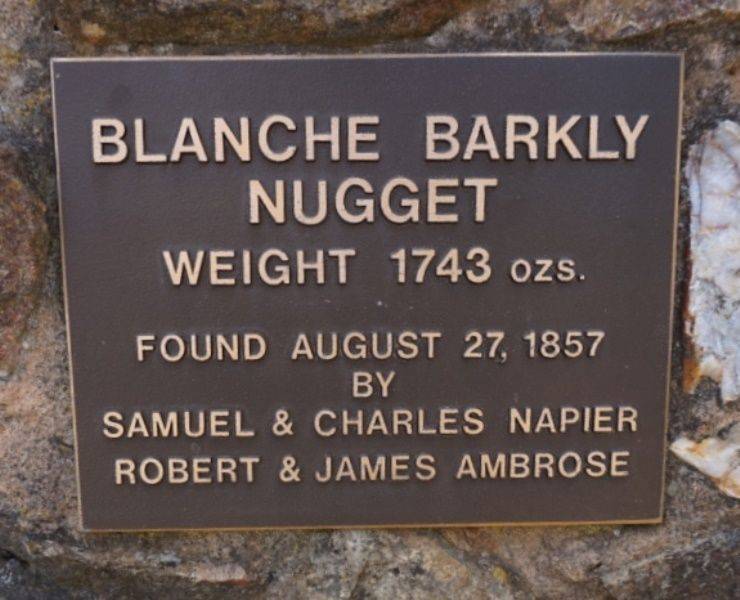 BLANCHE BARKLY
NUGGET
WEIGHT 1743 ozs.
FOUND AUGUST 27, 1857
BY
SAMUEL & CHARLES NAPIER
ROBERT & JAMES AMBROSE